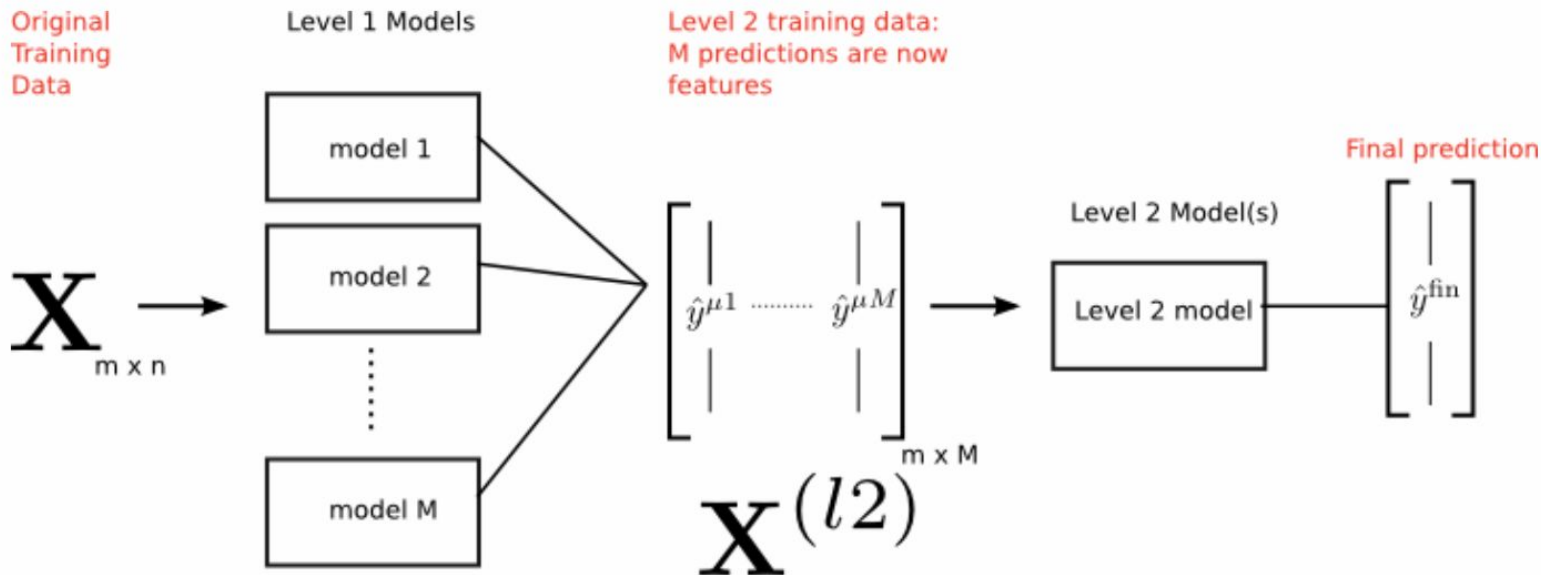 Original
Training
Data
Level 1 Models
Level 2 training data:
M predictions are now
features
model 1
model 2
model M
X
m x n
ŷ^μ1 .......... ŷ^μM
m x M
X^(l2)
Level 2 Model(s)
Level 2 model
Final prediction
ŷ^fin